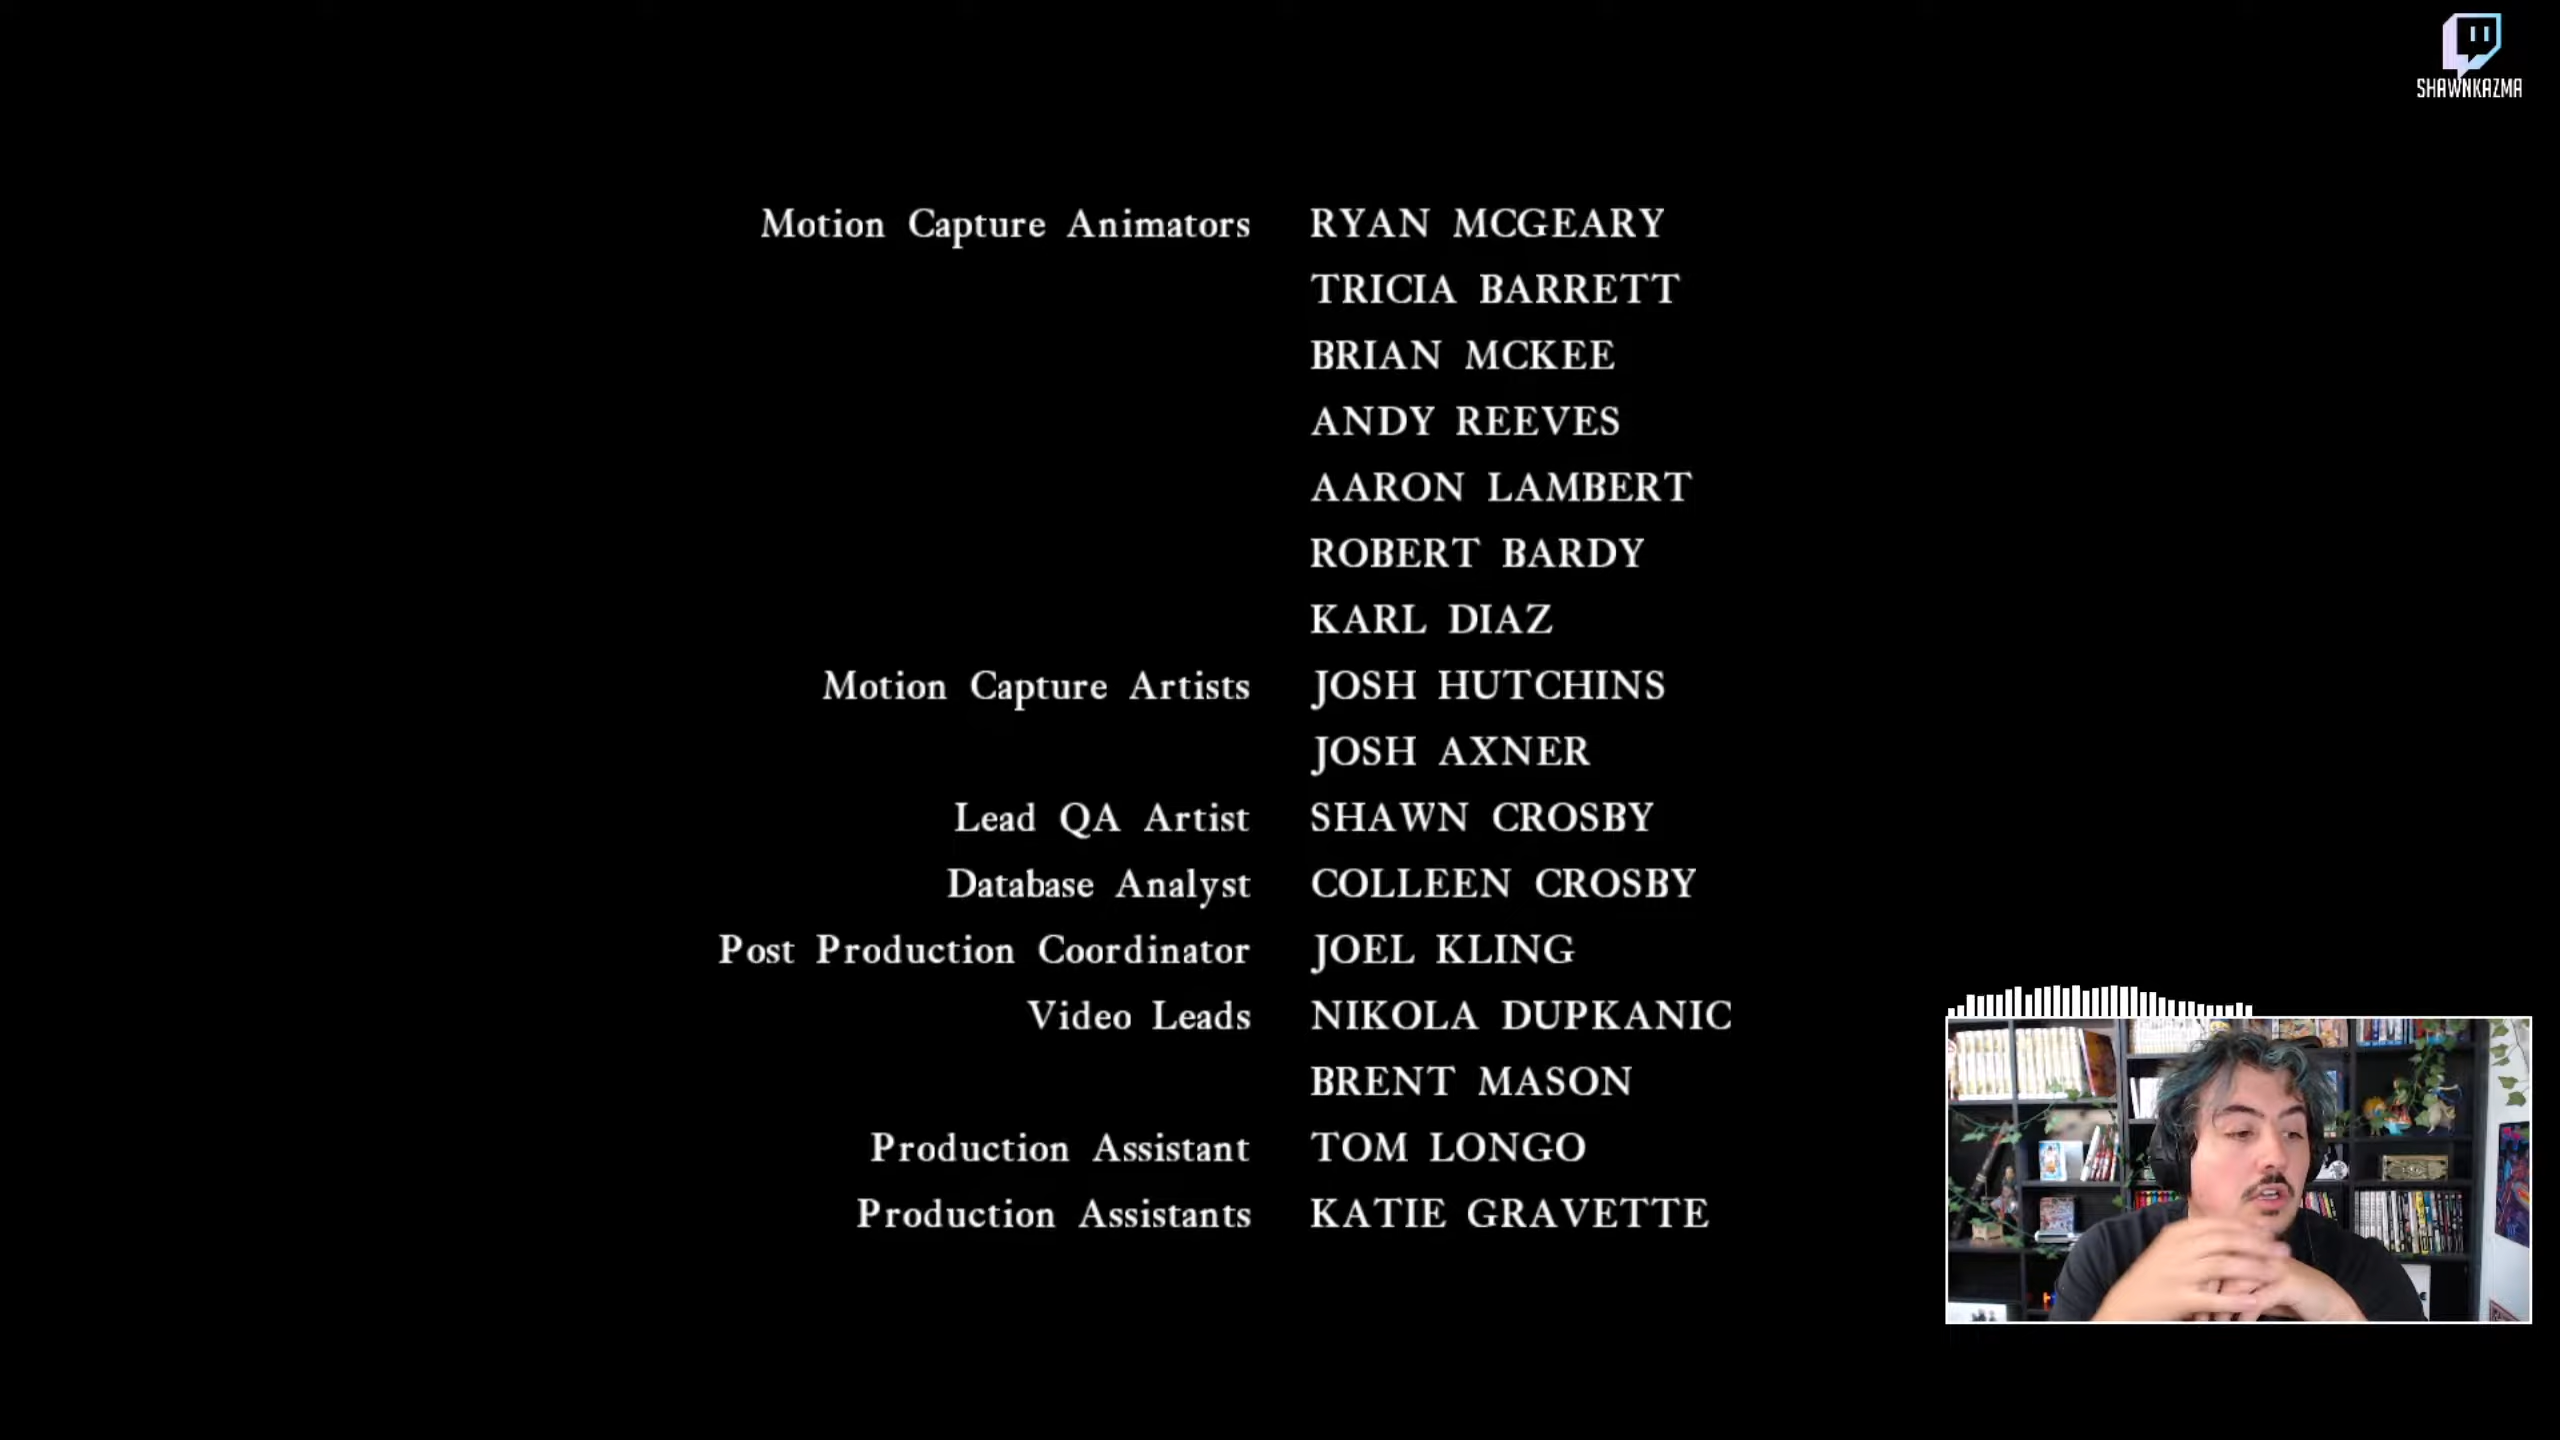 SHAWNKAZMA
Motion Capture Animators RYAN MCGEARY
TRICIA BARRETT
BRIAN MCKEE
ANDY REEVES
AARON LAMBERT
ROBERT BARDY
KARL DIAZ
Motion Capture Artists JOSH HUTCHINS
JOSH AXNER
Lead QA Artist SHAWN CROSBY
Database Analyst COLLEEN CROSBY
Post Production Coordinator JOEL KLING
Video Leads NIKOLA DUPKANIC
BRENT MASON
Production Assistant TOM LONGO
Production Assistants KATIE GRAVETTE